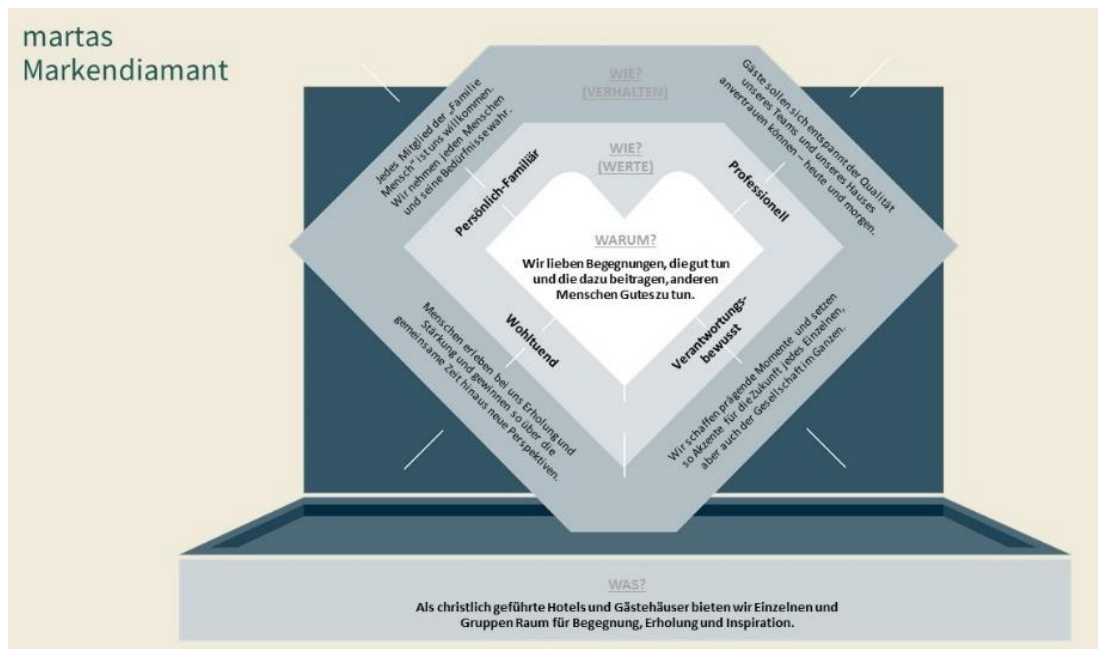 martas
Markendiamant
WIE?
(VERHALTEN)
Jedes Mitglied der „Familie
Mensch“ ist uns willkommen.
Wir nehmen jeden Menschen
und seine Bedürfnisse wahr.
Gäste sollen sich entspannt der Qualität
unseres Teams und unseres Hauses
anvertrauen können – heute und morgen.
WIE?
(WERTE)
Persönlich-Familiär
Professionell
WARUM?
Wir lieben Begegnungen, die gut tun
und die dazu beitragen, anderen
Menschen Gutes zu tun.
Wohltuend
Verantwortungs-
bewusst
Menschen erleben bei uns Erholung und
Stärkung und gewinnen so über die
gemeinsame Zeit hinaus neue Perspektiven.
Wir schaffen prägende Momente und setzen
so Akzente für die Zukunft jedes Einzelnen,
aber auch der Gesellschaft im Ganzen.
WAS?
Als christlich geführte Hotels und Gästehäuser bieten wir Einzelnen und
Gruppen Raum für Begegnung, Erholung und Inspiration.